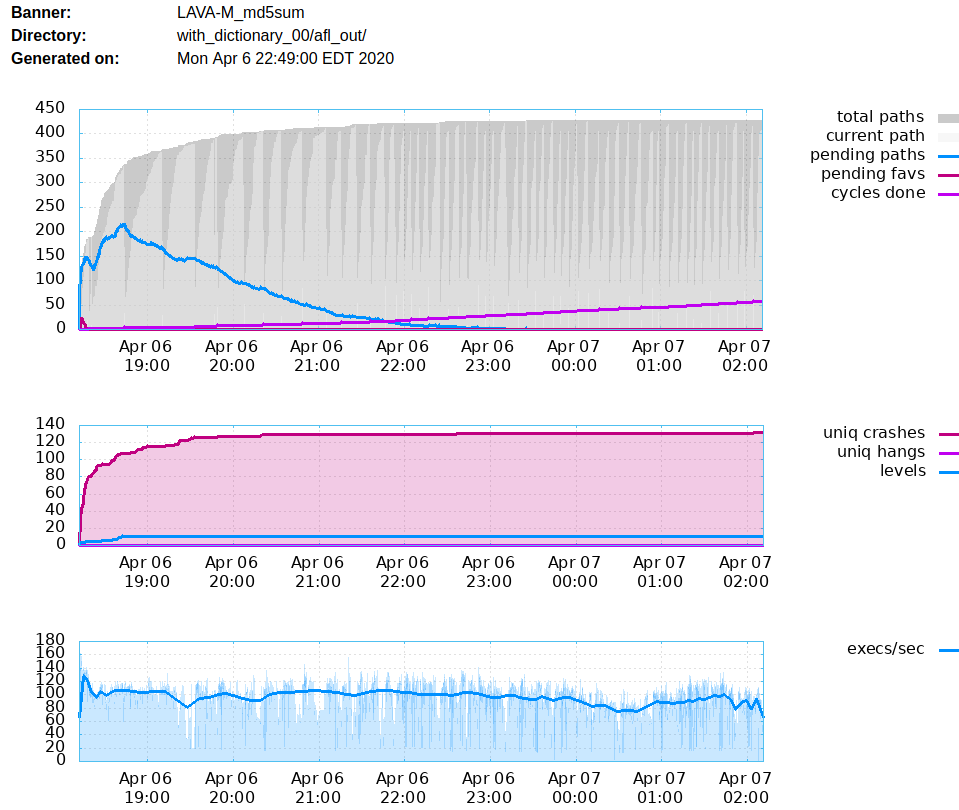 Banner: LAVA-M_md5sum
Directory: with_dictionary_00/afl_out/
Generated on: Mon Apr 6 22:49:00 EDT 2020
450
400
350
300
250
200
150
100
50
0
Apr 06 Apr 06 Apr 06 Apr 06 Apr 06 Apr 07 Apr 07 Apr 07
19:00 20:00 21:00 22:00 23:00 00:00 01:00 02:00
total paths
current path
pending paths
pending favs
cycles done
140
120
100
80
60
40
20
0
Apr 06 Apr 06 Apr 06 Apr 06 Apr 06 Apr 07 Apr 07 Apr 07
19:00 20:00 21:00 22:00 23:00 00:00 01:00 02:00
uniq crashes
uniq hangs
levels
180
160
140
120
100
80
60
40
20
0
Apr 06 Apr 06 Apr 06 Apr 06 Apr 06 Apr 07 Apr 07 Apr 07
19:00 20:00 21:00 22:00 23:00 00:00 01:00 02:00
execs/sec